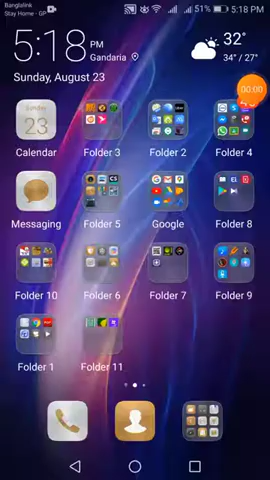 Banglalink
Stay Home - GP
51% 5:18 PM
5:18 PM
Gandaria
Sunday, August 23
32°
34° / 27°
00:00
Sunday
23
Calendar
Folder 3
Folder 2
Folder 4
Messaging
Folder 5
Google
Folder 8
Folder 10
Folder 6
Folder 7
Folder 9
Folder 1
Folder 11